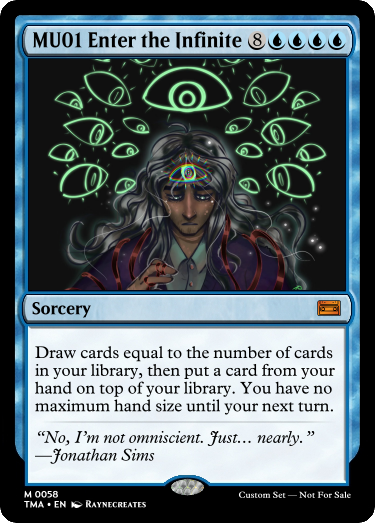 MU01 Enter the Infinite 8
Sorcery
Draw cards equal to the number of cards
in your library, then put a card from your
hand on top of your library. You have no
maximum hand size until your next turn.
“No, I'm not omniscient. Just... nearly.”
—Jonathan Sims
M 0058
TMA • EN RAYNECREATES
Custom Set — Not For Sale